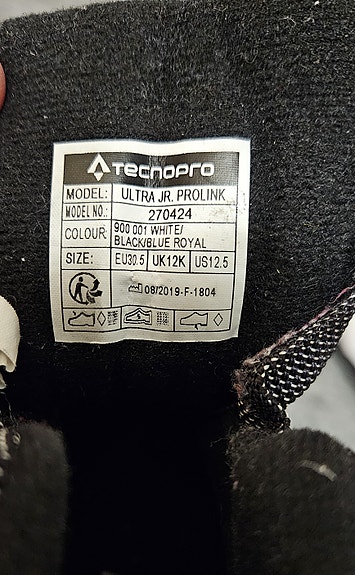 TECNOPRO
MODEL: ULTRA JR. PROLINK
MODEL NO.: 270424
COLOUR: 900 001 WHITE/
BLACK/BLUE ROYAL
SIZE: EU30.5 UK12K US12.5
08/2019-F-1804